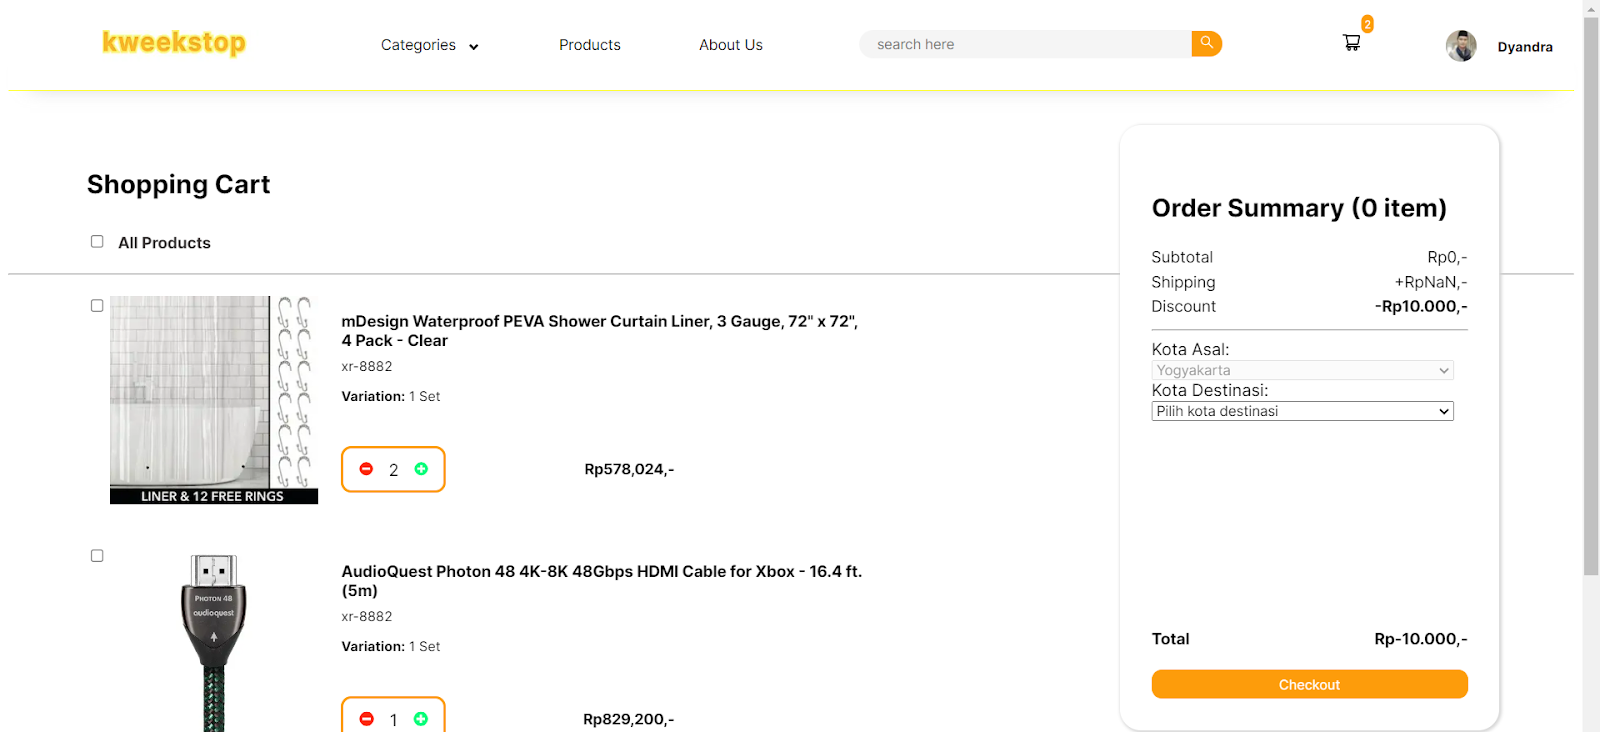 kweekstop
Categories
Products
About Us
search here
2
Dyandra
Shopping Cart
All Products
LINER & 12 FREE RINGS
mDesign Waterproof PEVA Shower Curtain Liner, 3 Gauge, 72" x 72",
4 Pack - Clear
xr-8882
Variation: 1 Set
2
Rp578,024,-
PHOTON 48
audioquest
AudioQuest Photon 48 4K-8K 48Gbps HDMI Cable for Xbox - 16.4 ft.
(5m)
xr-8882
Variation: 1 Set
1
Rp829,200,-
Order Summary (0 item)
Subtotal Rp0,-
Shipping +RpNaN,-
Discount -Rp10.000,-
Kota Asal:
Yogyakarta
Kota Destinasi:
Pilih kota destinasi
Total Rp-10.000,-
Checkout